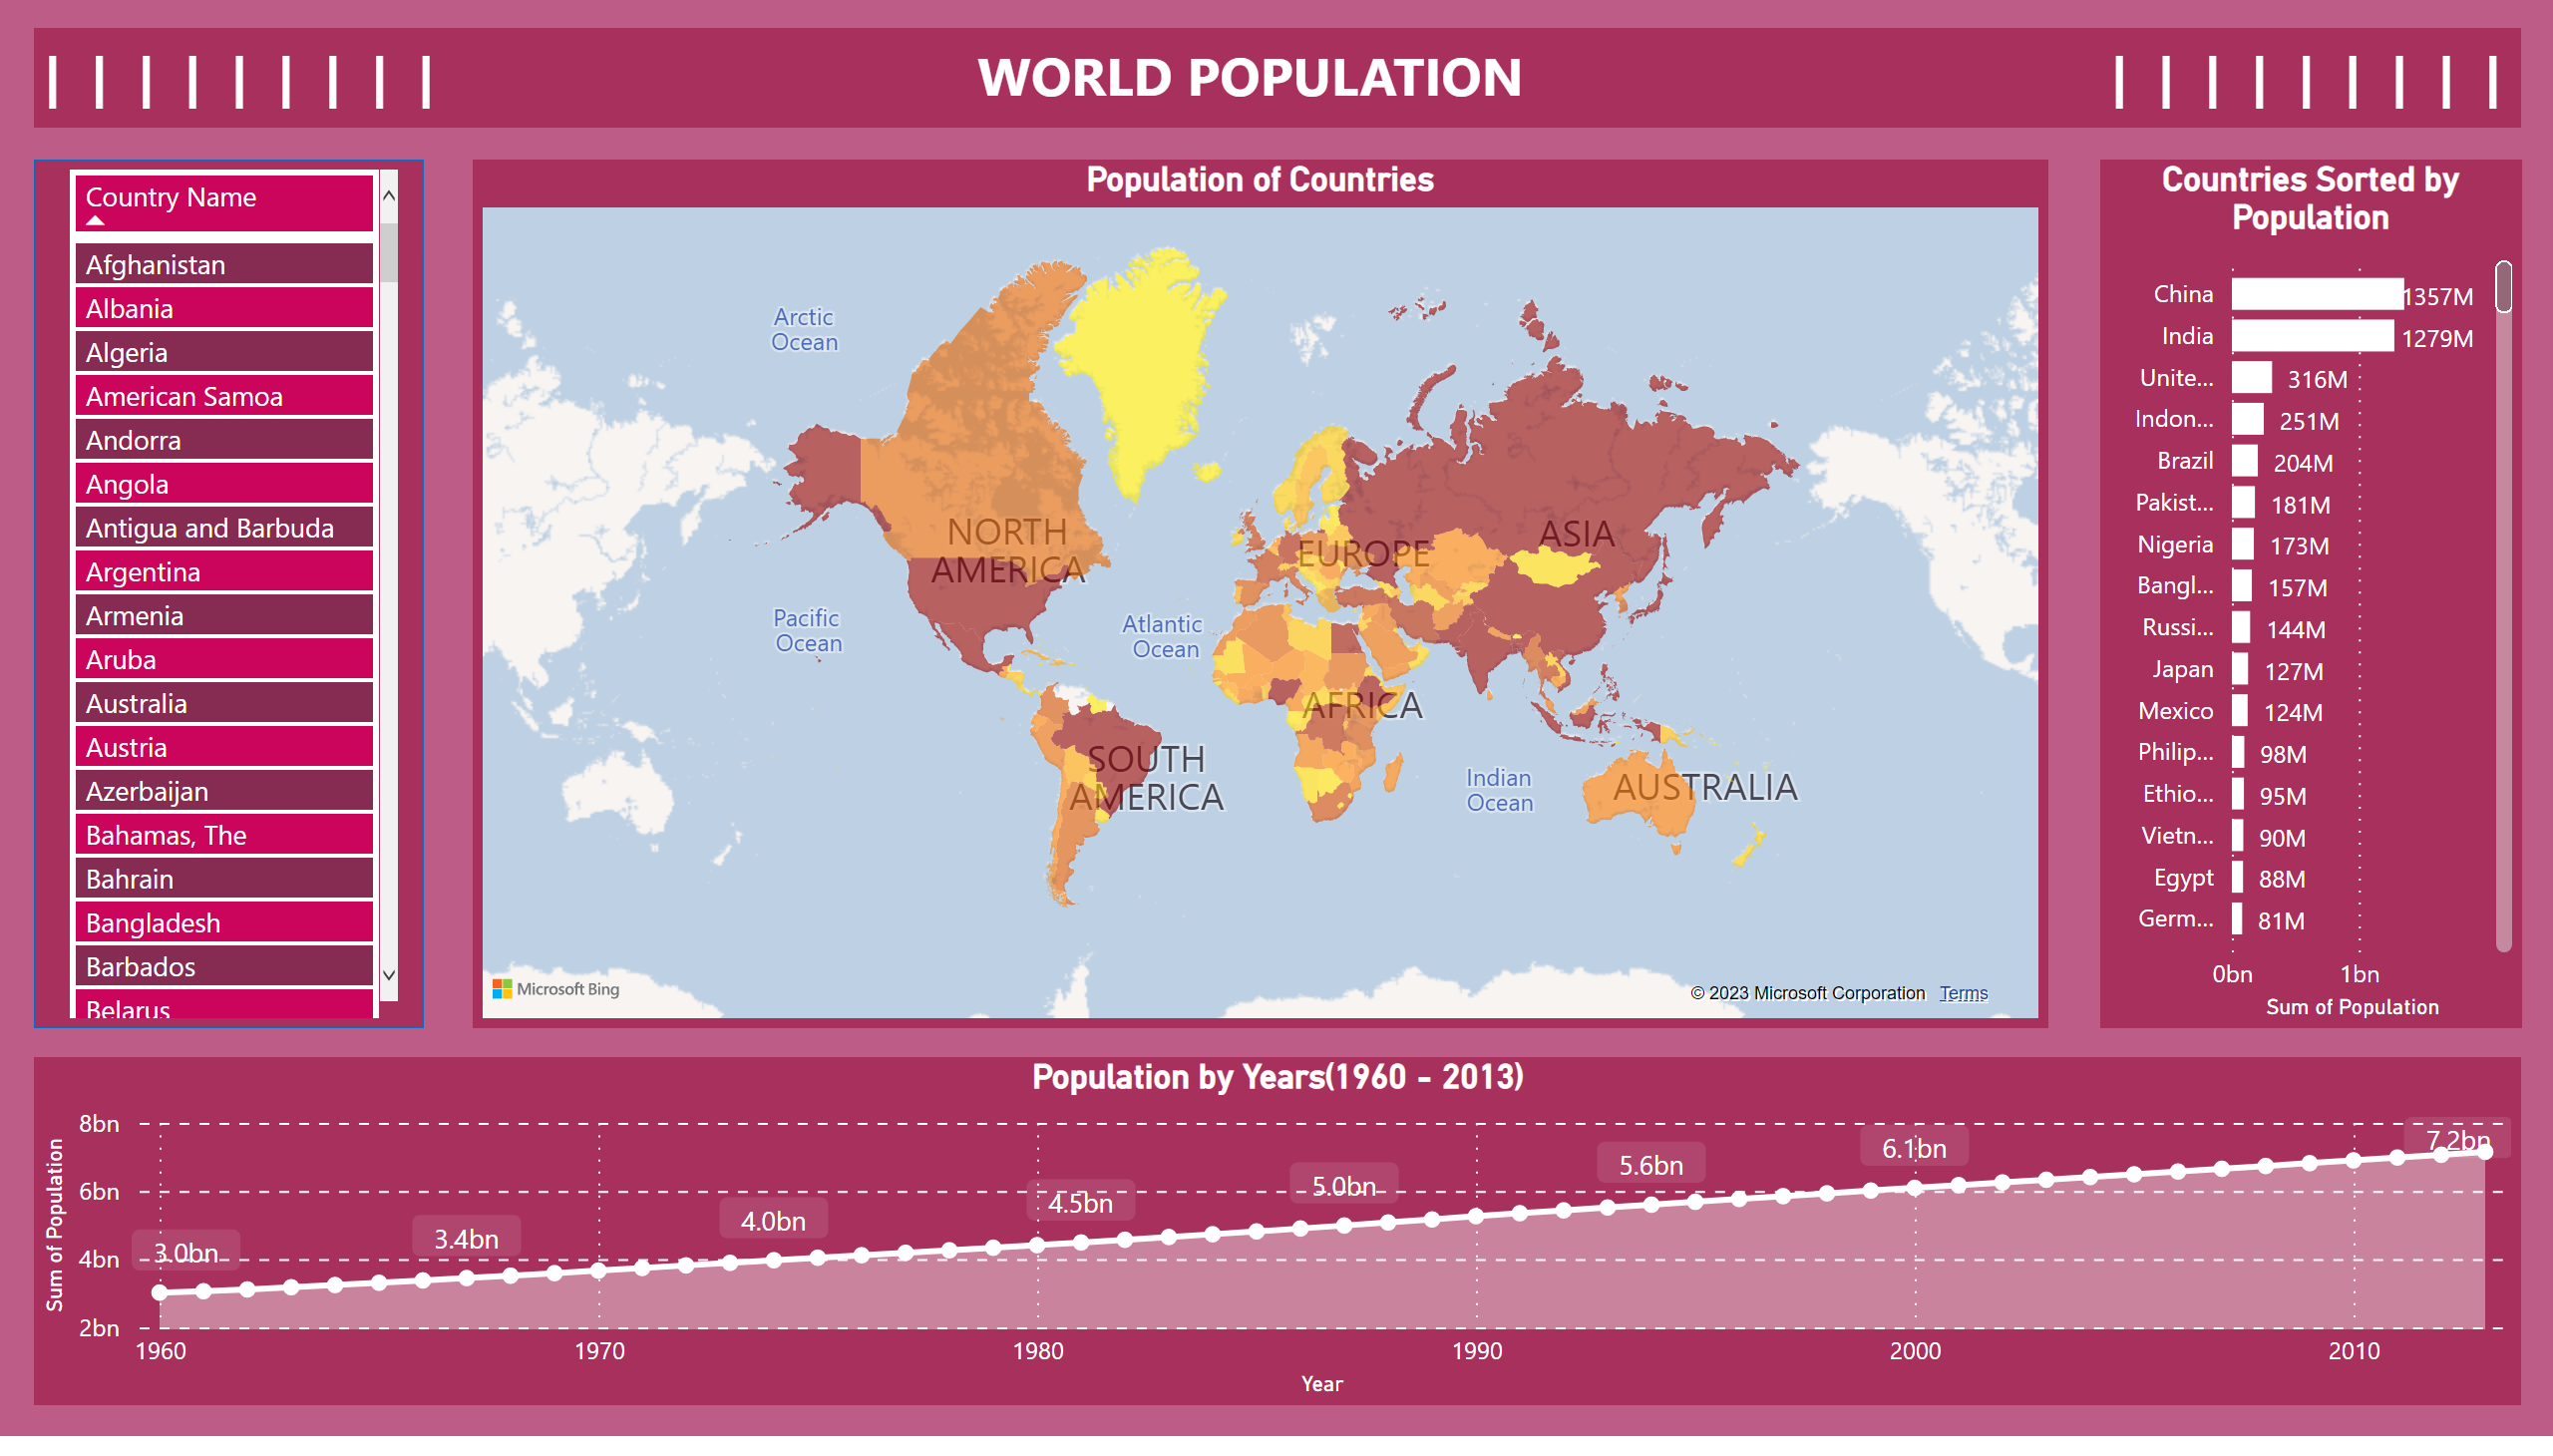 WORLD POPULATION
Country Name
Afghanistan
Albania
Algeria
American Samoa
Andorra
Angola
Antigua and Barbuda
Argentina
Armenia
Aruba
Australia
Austria
Azerbaijan
Bahamas, The
Bahrain
Bangladesh
Barbados
Belarus
Population of Countries
Arctic
Ocean
NORTH
AMERICA
EUROPE
ASIA
Pacific
Ocean
Atlantic
Ocean
AFRICA
SOUTH
AMERICA
Indian
Ocean
AUSTRALIA
Microsoft Bing
© 2023 Microsoft Corporation Terms
Countries Sorted by
Population
China 1357M
India 1279M
Unite... 316M
Indon... 251M
Brazil 204M
Pakist... 181M
Nigeria 173M
Bangl... 157M
Russi... 144M
Japan 127M
Mexico 124M
Philip... 98M
Ethio... 95M
Vietn... 90M
Egypt 88M
Germ... 81M
0bn 1bn
Sum of Population
Population by Years(1960 - 2013)
Sum of Population
8bn
6bn
4bn
2bn
3.0bn
3.4bn
4.0bn
4.5bn
5.0bn
5.6bn
6.1bn
7.2bn
1960 1970 1980 1990 2000 2010
Year